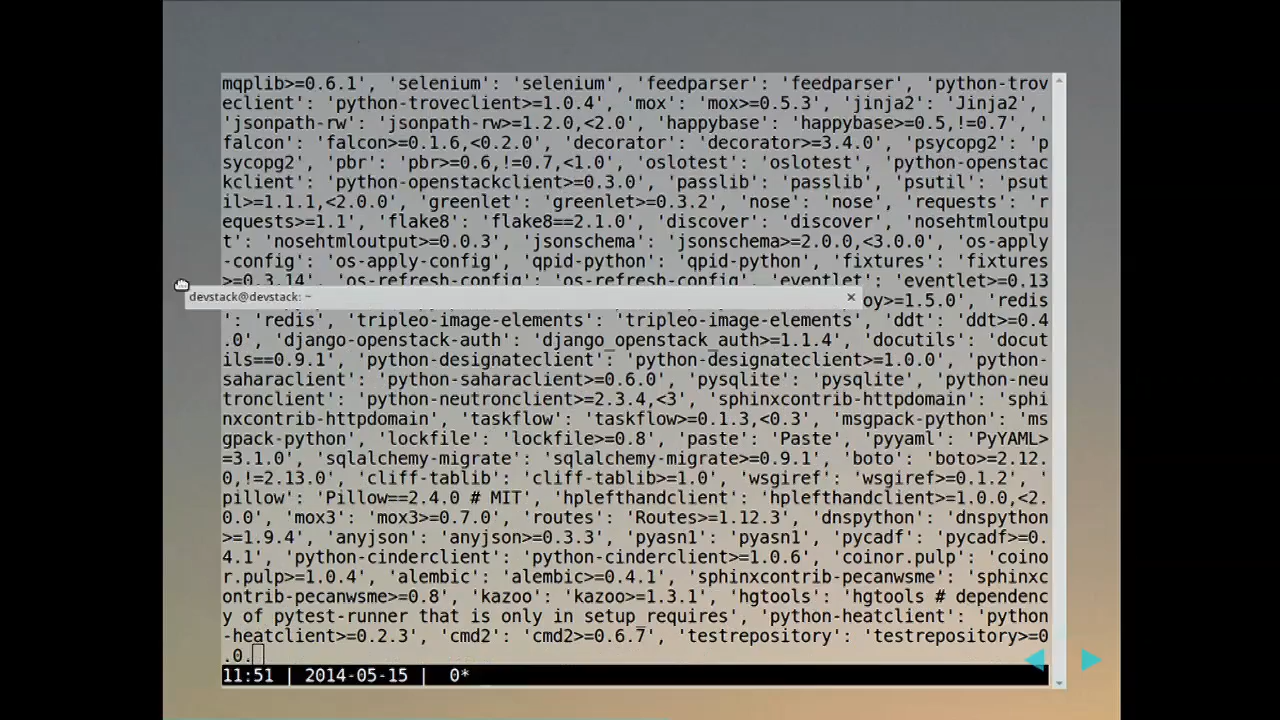 mqplib>=0.6.1', 'selenium': 'selenium', 'feedparser': 'feedparser', 'python-trov
eclient': 'python-troveclient>=1.0.4', 'mox': 'mox>=0.5.3', 'jinja2': 'Jinja2',
'jsonpath-rw': 'jsonpath-rw>=1.2.0,<2.0', 'happybase': 'happybase>=0.5,!=0.7', '
falcon': 'falcon>=0.1.6,<0.2.0', 'decorator': 'decorator>=3.4.0', 'psycopg2': 'p
sycopg2', 'pbr': 'pbr>=0.6,!=0.7,<1.0', 'oslotest': 'oslotest', 'python-openstac
kclient': 'python-openstackclient>=0.3.0', 'passlib': 'passlib', 'psutil': 'psut
il>=1.1.1,<2.0.0', 'greenlet': 'greenlet>=0.3.2', 'nose': 'nose', 'requests': 'r
equests>=1.1', 'flake8': 'flake8==2.1.0', 'discover': 'discover', 'nosehtmloutpu
t': 'nosehtmloutput>=0.0.3', 'jsonschema': 'jsonschema>=2.0.0,<3.0.0', 'os-apply
-config': 'os-apply-config', 'qpid-python': 'qpid-python', 'fixtures': 'fixtures
>=0.3.14', 'os-refresh-config': 'os-refresh-config', 'eventlet': 'eventlet>=0.13
devstack@devstack: ~
oy>=1.5.0', 'redis
': 'redis', 'tripleo-image-elements': 'tripleo-image-elements', 'ddt': 'ddt>=0.4
.0', 'django-openstack-auth': 'django_openstack_auth>=1.1.4', 'docutils': 'docut
ils==0.9.1', 'python-designateclient': 'python-designateclient>=1.0.0', 'python-
saharaclient': 'python-saharaclient>=0.6.0', 'pysqlite': 'pysqlite', 'python-neu
tronclient': 'python-neutronclient>=2.3.4,<3', 'sphinxcontrib-httpdomain': 'sphi
nxcontrib-httpdomain', 'taskflow': 'taskflow>=0.1.3,<0.3', 'msgpack-python': 'ms
gpack-python', 'lockfile': 'lockfile>=0.8', 'paste': 'Paste', 'pyyaml': 'PyYAML>
=3.1.0', 'sqlalchemy-migrate': 'sqlalchemy-migrate>=0.9.1', 'boto': 'boto>=2.12.
0,!=2.13.0', 'cliff-tablib': 'cliff-tablib>=1.0', 'wsgiref': 'wsgiref>=0.1.2', '
pillow': 'Pillow==2.4.0 # MIT', 'hplefthandclient': 'hplefthandclient>=1.0.0,<2.
0.0', 'mox3': 'mox3>=0.7.0', 'routes': 'Routes>=1.12.3', 'dnspython': 'dnspython
>=1.9.4', 'anyjson': 'anyjson>=0.3.3', 'pyasn1': 'pyasn1', 'pycadf': 'pycadf>=0.
4.1', 'python-cinderclient': 'python-cinderclient>=1.0.6', 'coinor.pulp': 'coino
r.pulp>=1.0.4', 'alembic': 'alembic>=0.4.1', 'sphinxcontrib-pecanwsme': 'sphinxc
ontrib-pecanwsme>=0.8', 'kazoo': 'kazoo>=1.3.1', 'hgtools': 'hgtools # dependenc
y of pytest-runner that is only in setup_requires', 'python-heatclient': 'python
-heatclient>=0.2.3', 'cmd2': 'cmd2>=0.6.7', 'testrepository': 'testrepository>=0
.0.
11:51 | 2014-05-15 | 0*